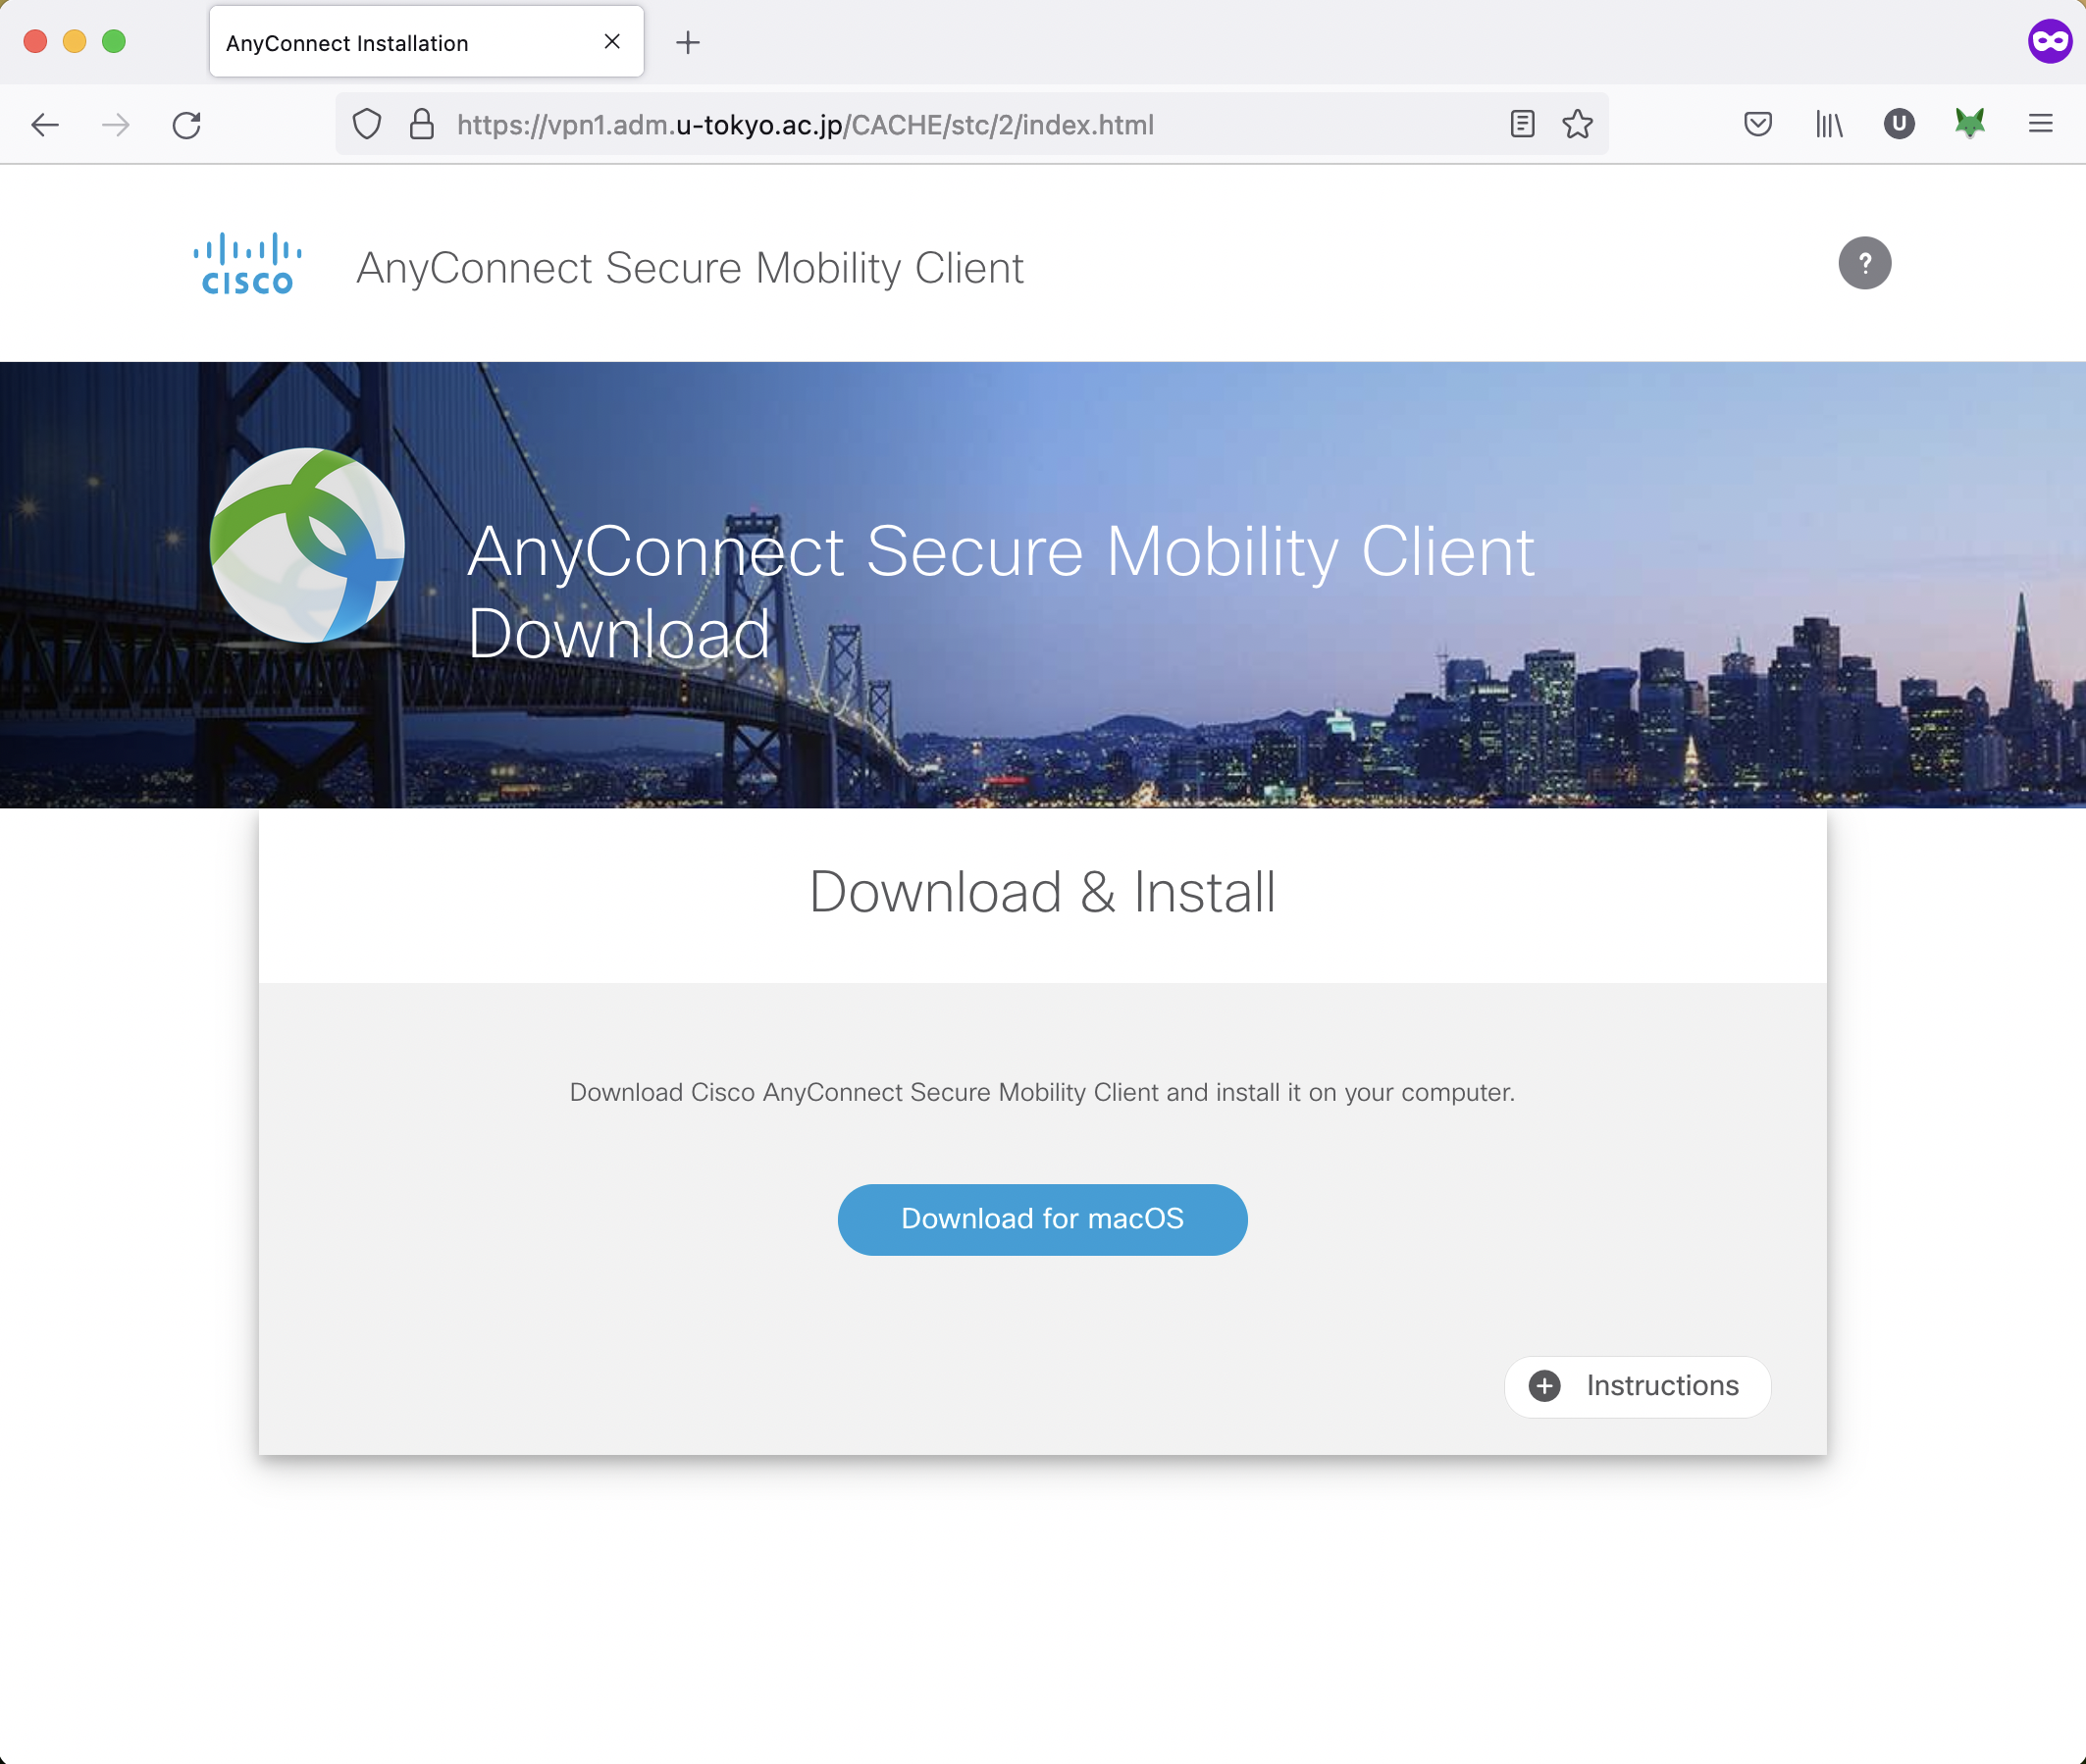 AnyConnect Installation
https://vpn1.adm.u-tokyo.ac.jp/CACHE/stc/2/index.html
U
CISCO
AnyConnect Secure Mobility Client
?
AnyConnect Secure Mobility Client
Download
Download & Install
Download Cisco AnyConnect Secure Mobility Client and install it on your computer.
Download for macOS
Instructions